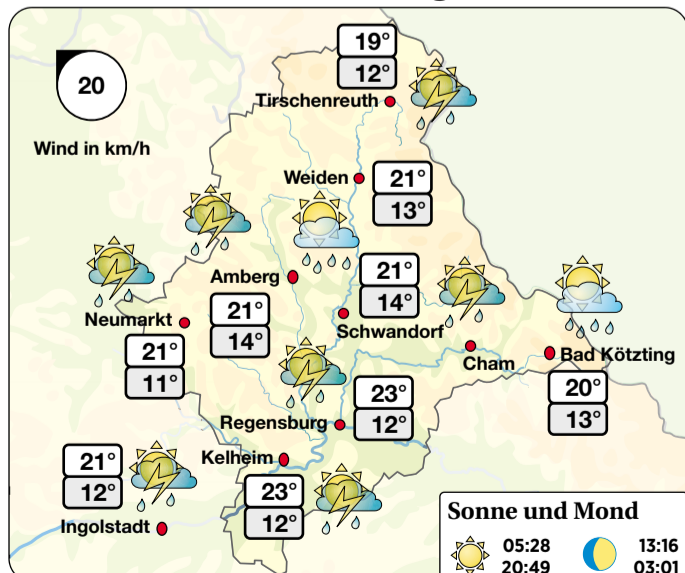 19°
12°
20
Tirschenreuth
Wind in km/h
Weiden
21°
13°
Amberg
21°
14°
21°
14°
Schwandorf
Neumarkt
21°
11°
Cham
Bad Kötzting
20°
13°
Regensburg
23°
12°
Kelheim
23°
12°
21°
12°
Ingolstadt
Sonne und Mond
05:28 13:16
20:49 03:01